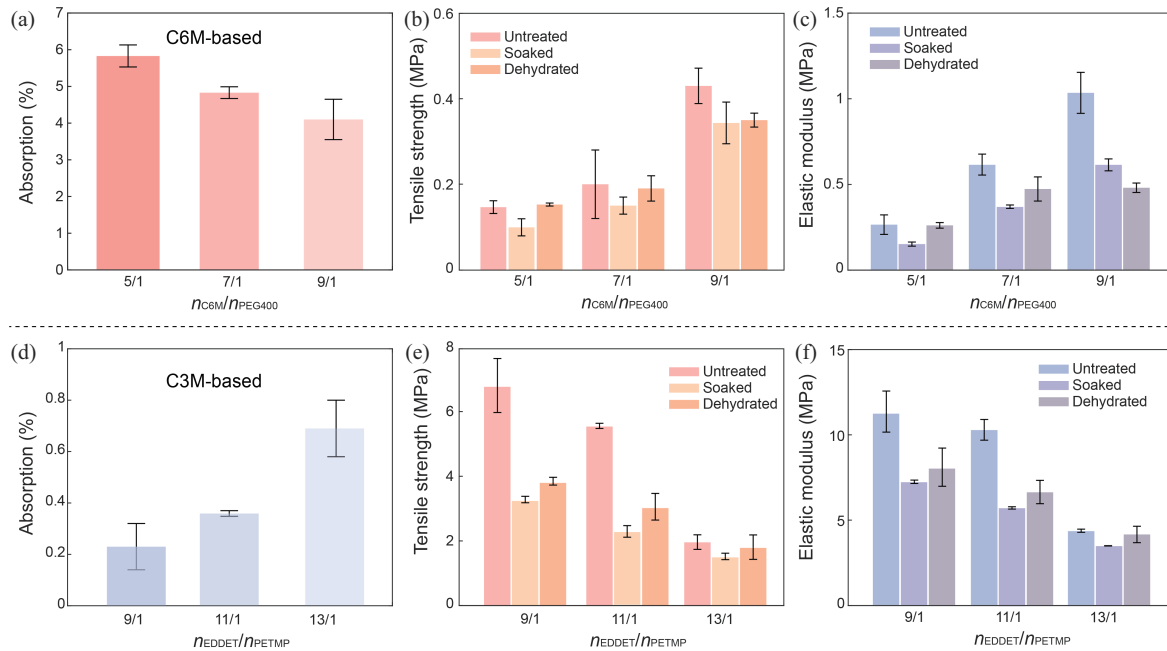 (a)
C6M-based
Absorption (%)
7
6
5
4
3
2
1
0
5/1 7/1 9/1
nC6M/nPEG400
(b)
Untreated
Soaked
Dehydrated
Tensile strength (MPa)
0.6
0.4
0.2
0
5/1 7/1 9/1
nC6M/nPEG400
(c)
Untreated
Soaked
Dehydrated
Elastic modulus (MPa)
1.5
1
0.5
0
5/1 7/1 9/1
nC6M/nPEG400
(d)
C3M-based
Absorption (%)
1
0.8
0.6
0.4
0.2
0
9/1 11/1 13/1
nEDDET/nPETMP
(e)
Untreated
Soaked
Dehydrated
Tensile strength (MPa)
8
6
4
2
0
9/1 11/1 13/1
nEDDET/nPETMP
(f)
Untreated
Soaked
Dehydrated
Elastic modulus (MPa)
15
10
5
0
9/1 11/1 13/1
nEDDET/nPETMP